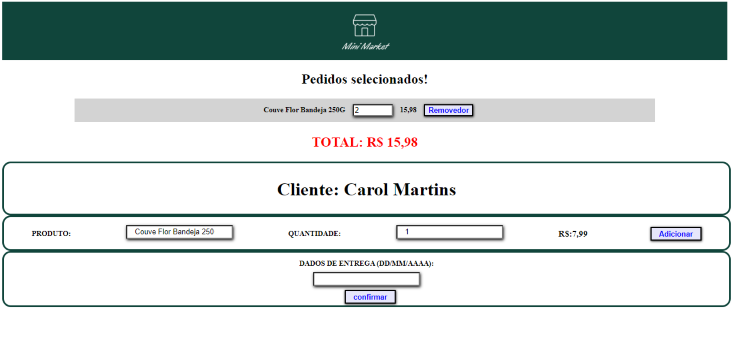 Mini Market
Pedidos selecionados!
Couve Flor Bandeja 250G 2 15,98 Removedor
TOTAL: R$ 15,98
Cliente: Carol Martins
PRODUTO: Couve Flor Bandeja 250 QUANTIDADE: 1 R$:7,99 Adicionar
DADOS DE ENTREGA (DD/MM/AAAA):
confirmar